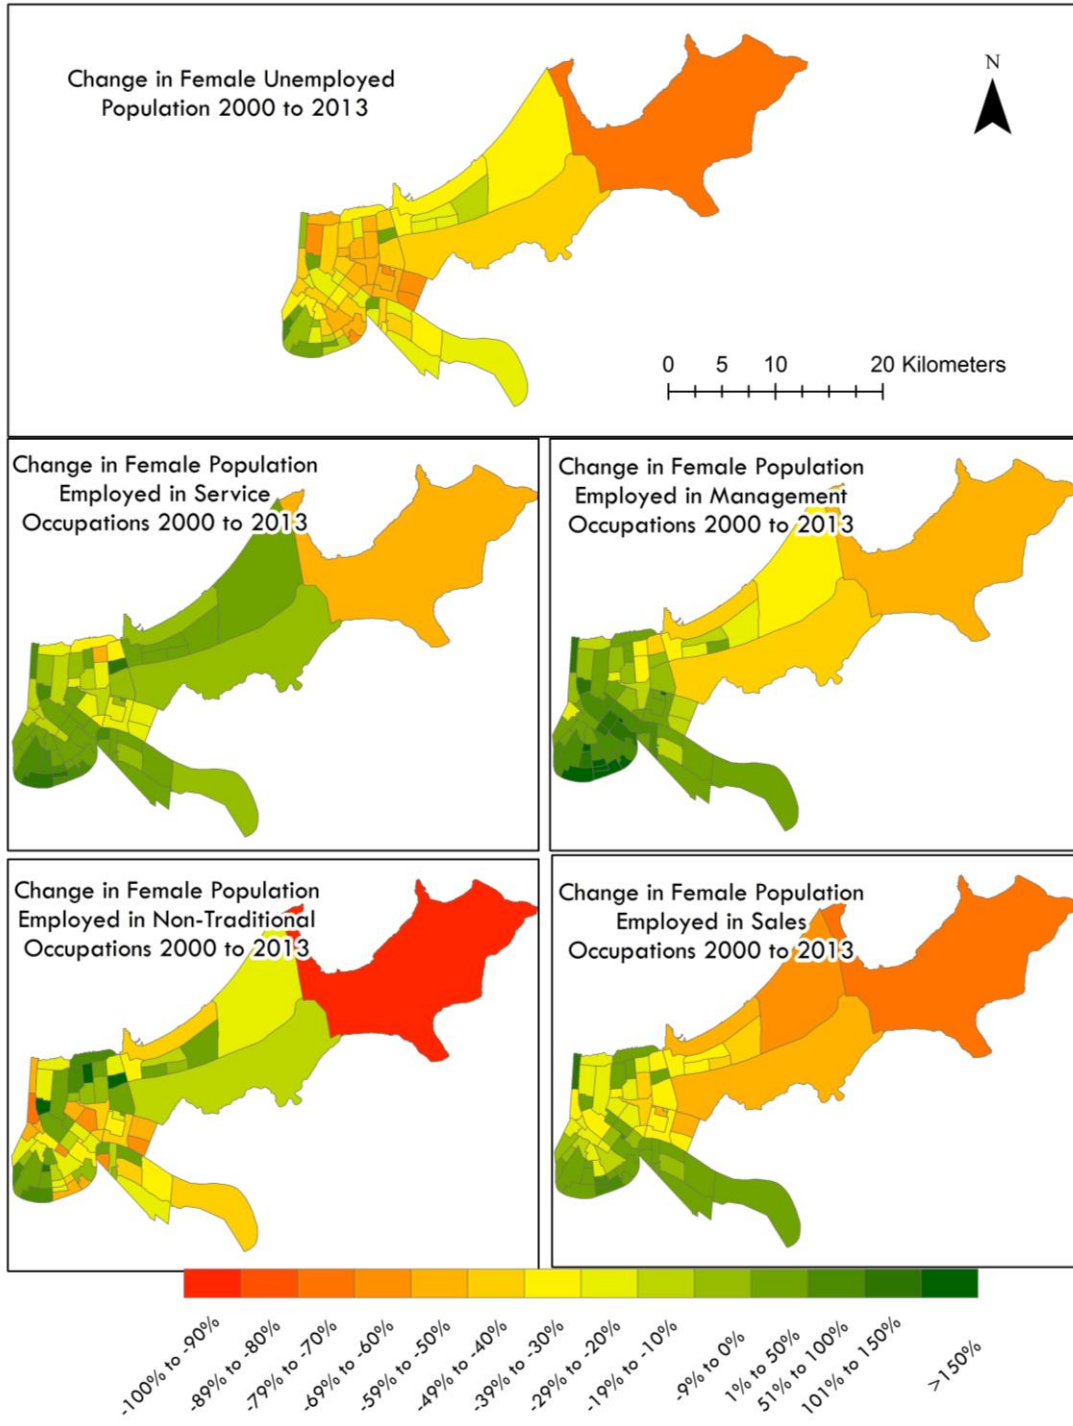 Change in Female Unemployed
Population 2000 to 2013
N
0 5 10 20 Kilometers
Change in Female Population
Employed in Service
Occupations 2000 to 2013
Change in Female Population
Employed in Management
Occupations 2000 to 2013
Change in Female Population
Employed in Non-Traditional
Occupations 2000 to 2013
Change in Female Population
Employed in Sales
Occupations 2000 to 2013
-100% to -90%
-89% to -80%
-79% to -70%
-69% to -60%
-59% to -50%
-49% to -40%
-39% to -30%
-29% to -20%
-19% to -10%
-9% to 0%
1% to 50%
51% to 100%
101% to 150%
>150%